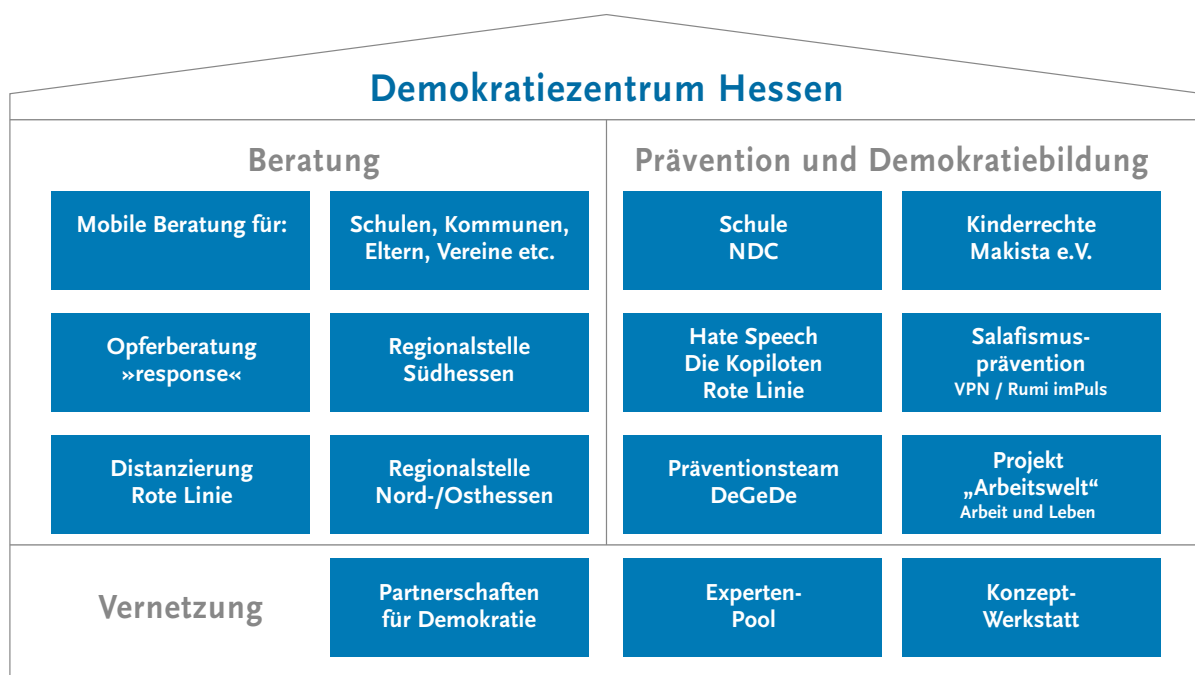 Demokratiezentrum Hessen
Beratung
Mobile Beratung für:
Schulen, Kommunen,
Eltern, Vereine etc.
Opferberatung
»response«
Regionalstelle
Südhessen
Distanzierung
Rote Linie
Regionalstelle
Nord-/Osthessen
Prävention und Demokratiebildung
Schule
NDC
Kinderrechte
Makista e.V.
Hate Speech
Die Kopiloten
Rote Linie
Salafismus-
prävention
VPN / Rumi imPuls
Präventionsteam
DeGeDe
Projekt
„Arbeitswelt“
Arbeit und Leben
Vernetzung
Partnerschaften
für Demokratie
Experten-
Pool
Konzept-
Werkstatt